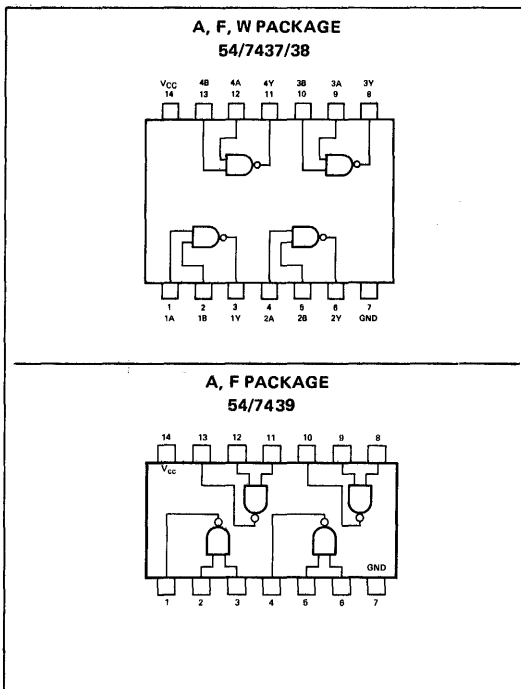 A, F, W PACKAGE
54/7437/38
VCC 4B 4A 4Y 3B 3A 3Y
14 13 12 11 10 9 8
1 2 3 4 5 6 7
1A 1B 1Y 2A 2B 2Y GND
A, F PACKAGE
54/7439
14 13 12 11 10 9 8
VCC
GND
1 2 3 4 5 6 7